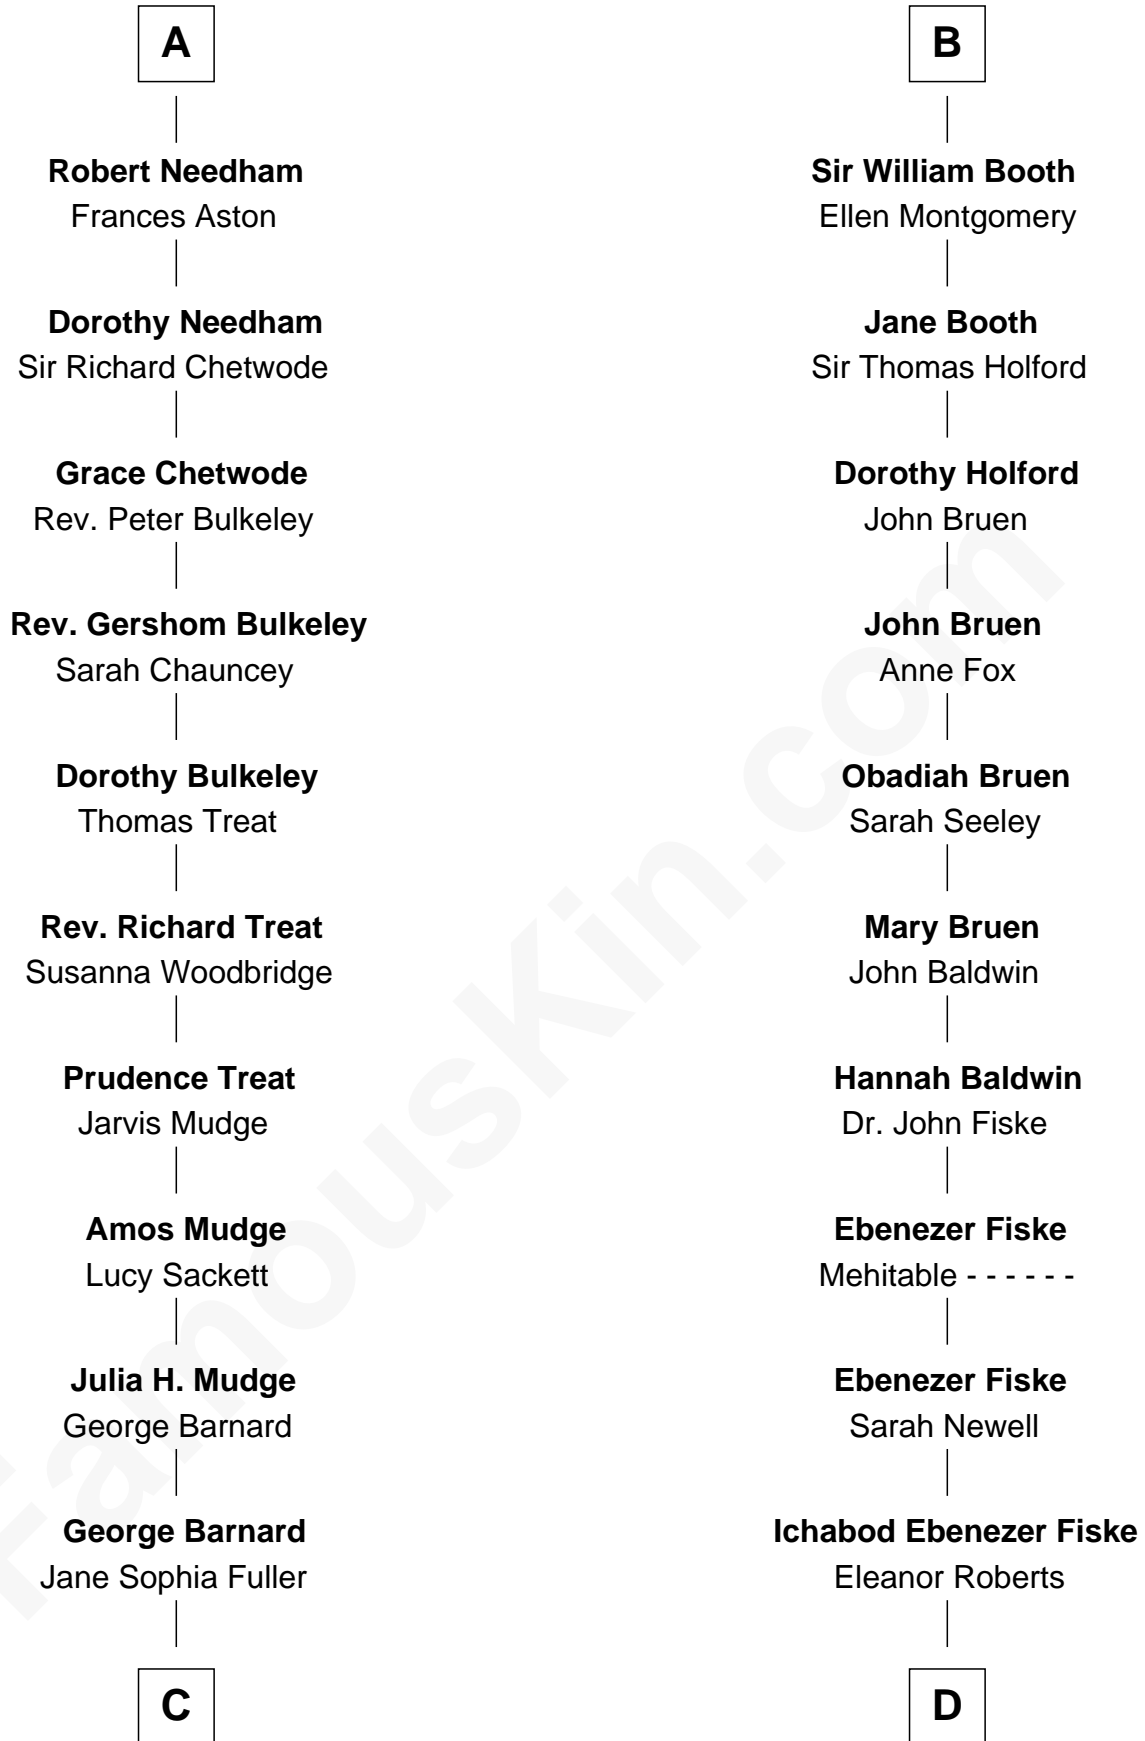 A
Robert Needham
Frances Aston
Dorothy Needham
Sir Richard Chetwode
Grace Chetwode
Rev. Peter Bulkeley
Rev. Gershom Bulkeley
Sarah Chauncey
Dorothy Bulkeley
Thomas Treat
Rev. Richard Treat
Susanna Woodbridge
Prudence Treat
Jarvis Mudge
Amos Mudge
Lucy Sackett
Julia H. Mudge
George Barnard
George Barnard
Jane Sophia Fuller
C
B
Sir William Booth
Ellen Montgomery
Jane Booth
Sir Thomas Holford
Dorothy Holford
John Bruen
John Bruen
Anne Fox
Obadiah Bruen
Sarah Seeley
Mary Bruen
John Baldwin
Hannah Baldwin
Dr. John Fiske
Ebenezer Fiske
Mehitable - - - - - -
Ebenezer Fiske
Sarah Newell
Ichabod Ebenezer Fiske
Eleanor Roberts
D
FamousKin.com